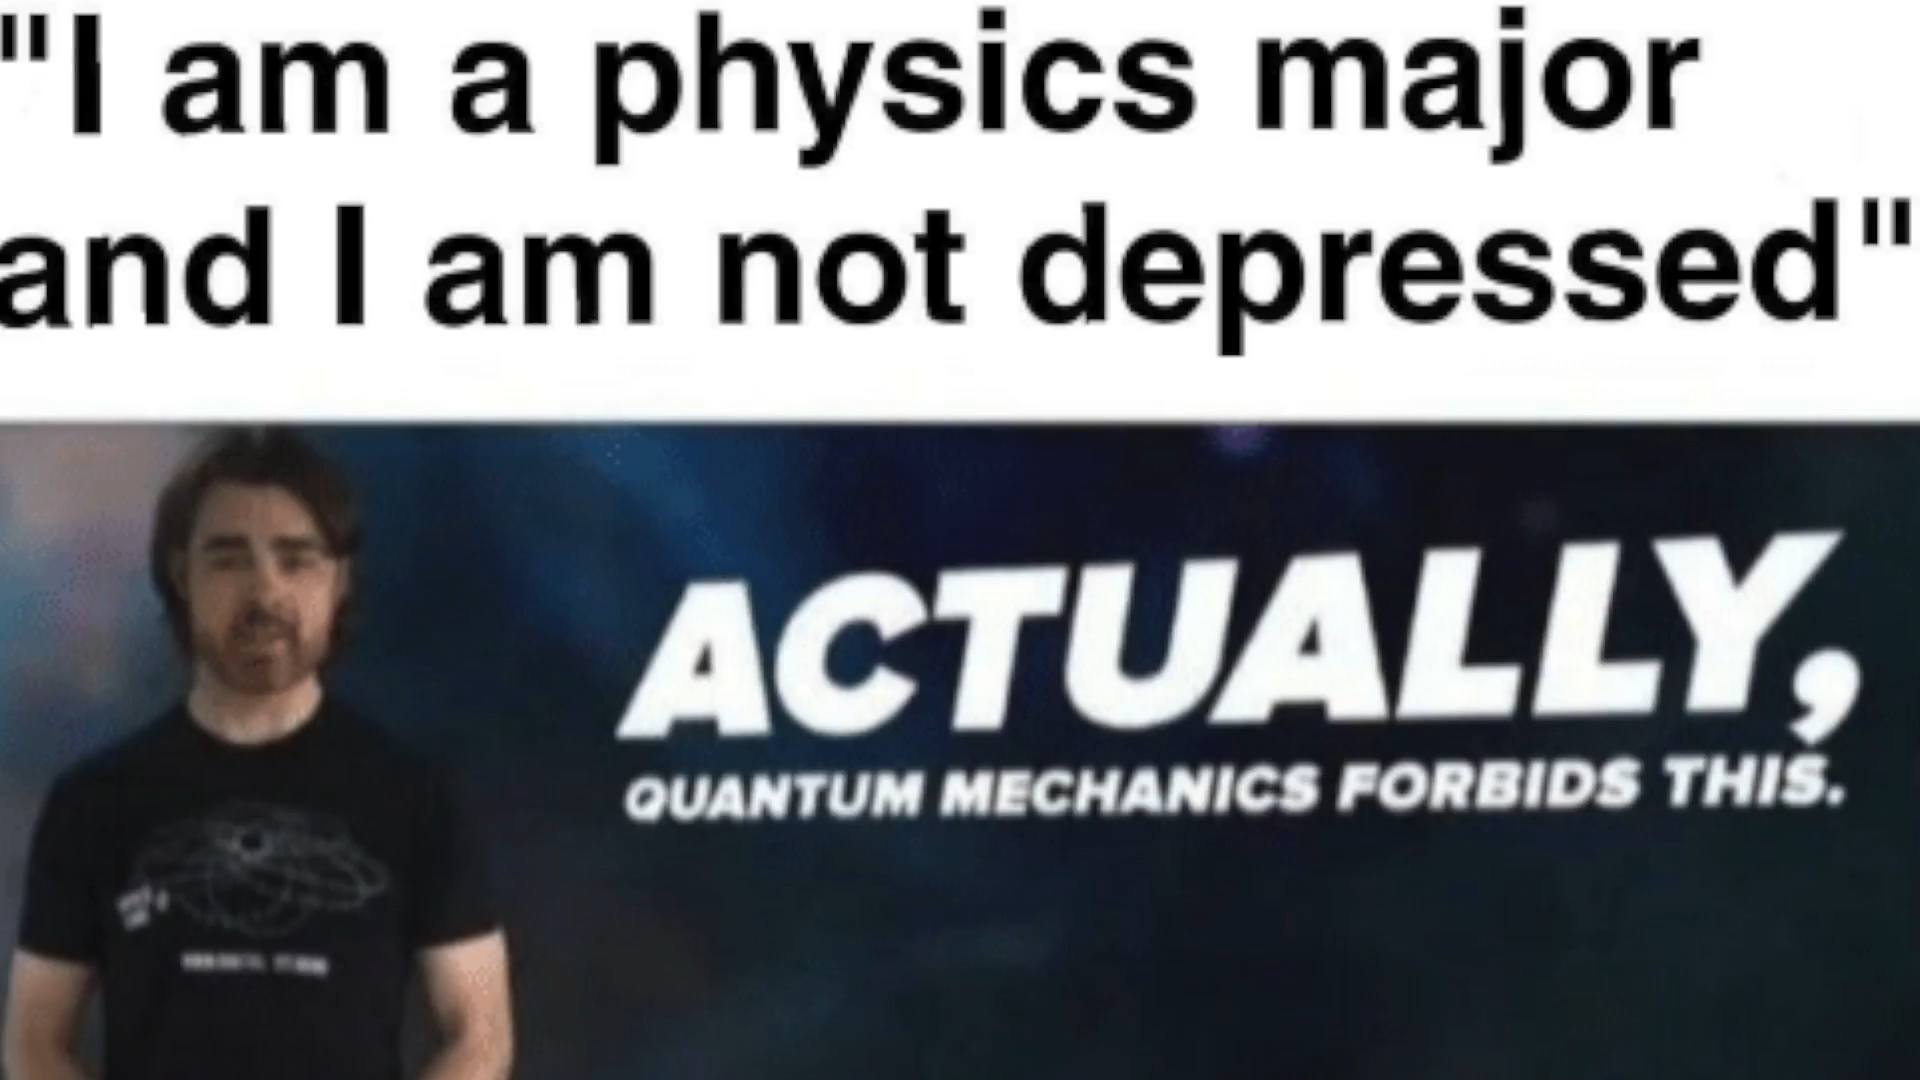 "I am a physics major
and I am not depressed"
ACTUALLY,
QUANTUM MECHANICS FORBIDS THIS.